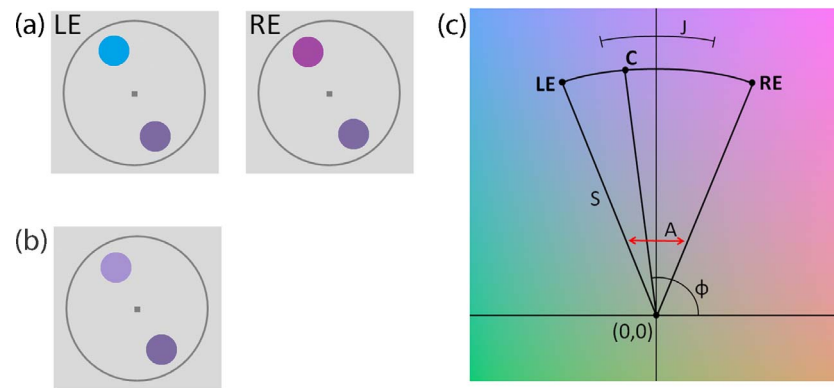 (a) LE RE
(b)
(c)
J
C
LE RE
S
A
ϕ
(0,0)